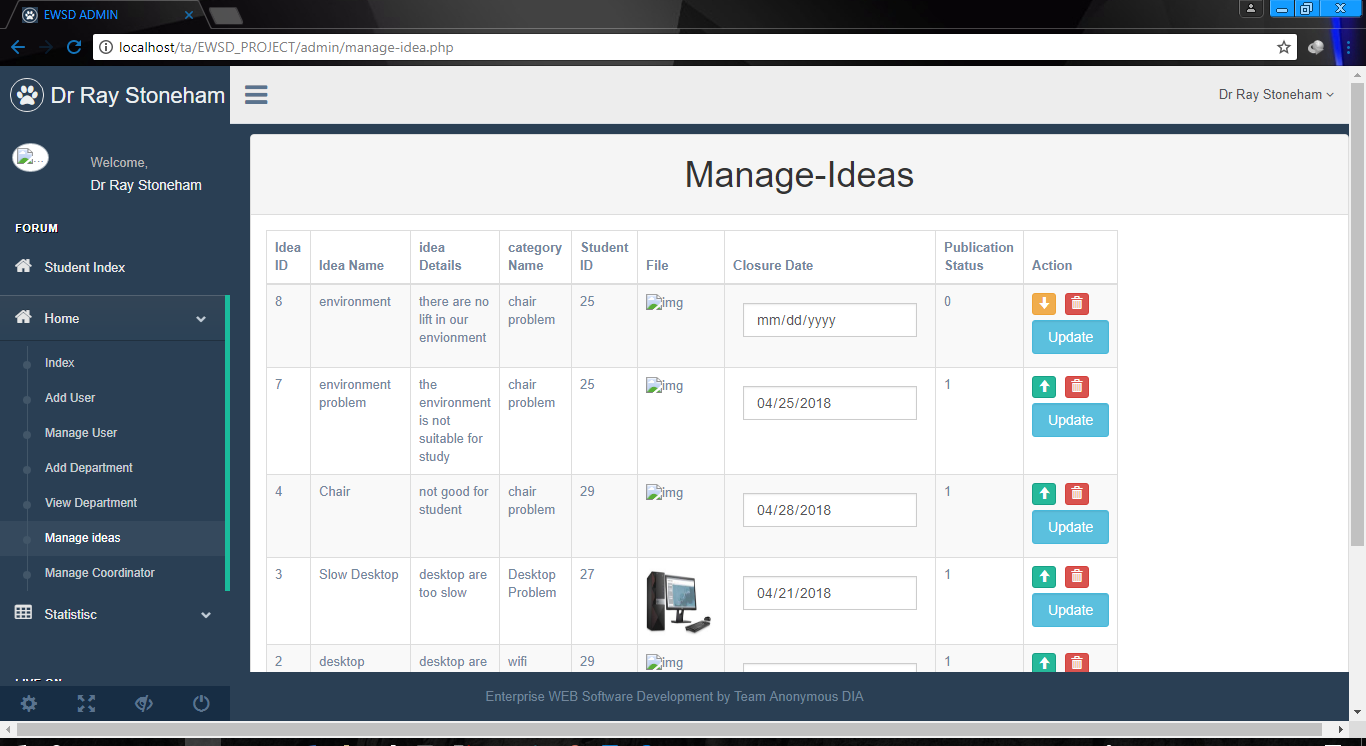 EWSD ADMIN
localhost/ta/EWSD_PROJECT/admin/manage-idea.php
Dr Ray Stoneham
Dr Ray Stoneham
Welcome,
Dr Ray Stoneham
FORUM
Student Index
Home
Index
Add User
Manage User
Add Department
View Department
Manage ideas
Manage Coordinator
Statistisc
Manage-Ideas
Idea ID Idea Name idea Details category Name Student ID File Closure Date Publication Status Action
8 environment there are no lift in our envionment chair problem 25 img mm/dd/yyyy 0 Update
7 environment problem the environment is not suitable for study chair problem 25 img 04/25/2018 1 Update
4 Chair not good for student chair problem 29 img 04/28/2018 1 Update
3 Slow Desktop desktop are too slow Desktop Problem 27 04/21/2018 1 Update
2 desktop desktop are wifi 29 img 1
Enterprise WEB Software Development by Team Anonymous DIA